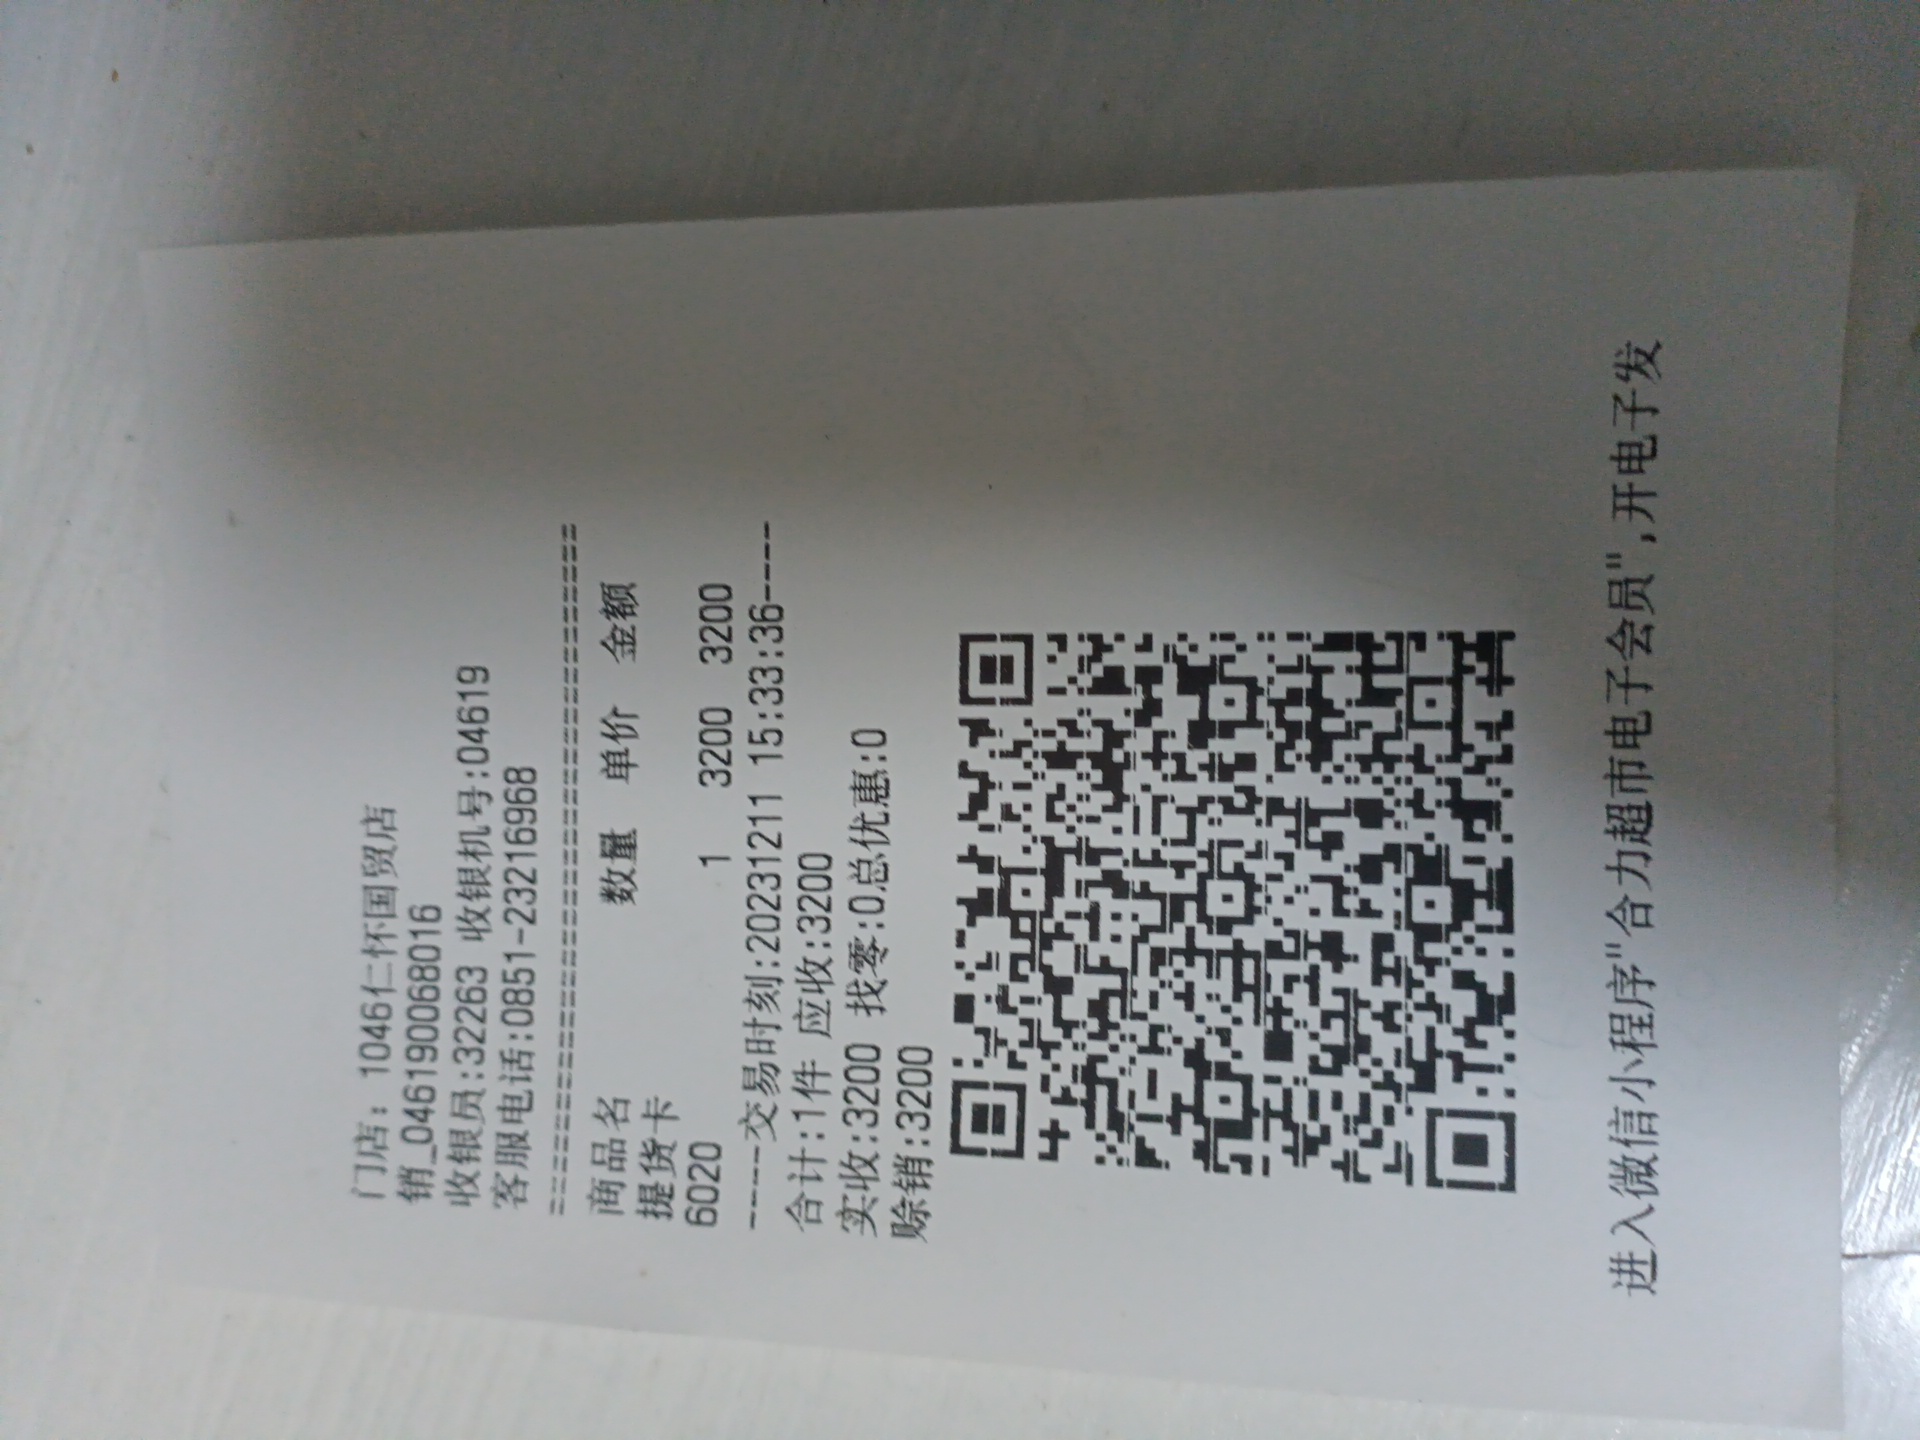 门店: 1046仁怀国贸店
销_046190068016
收银员:32263 收银机号:04619
客服电话:0851-23216968
================================
商品名 数量 单价 金额
提货卡
6020 1 3200 3200
-----交易时刻:20231211 15:33:36-----
合计:1件 应收:3200
实收:3200 找零:0总优惠:0
赊销:3200
进入微信小程序"合力超市电子会员",开电子发